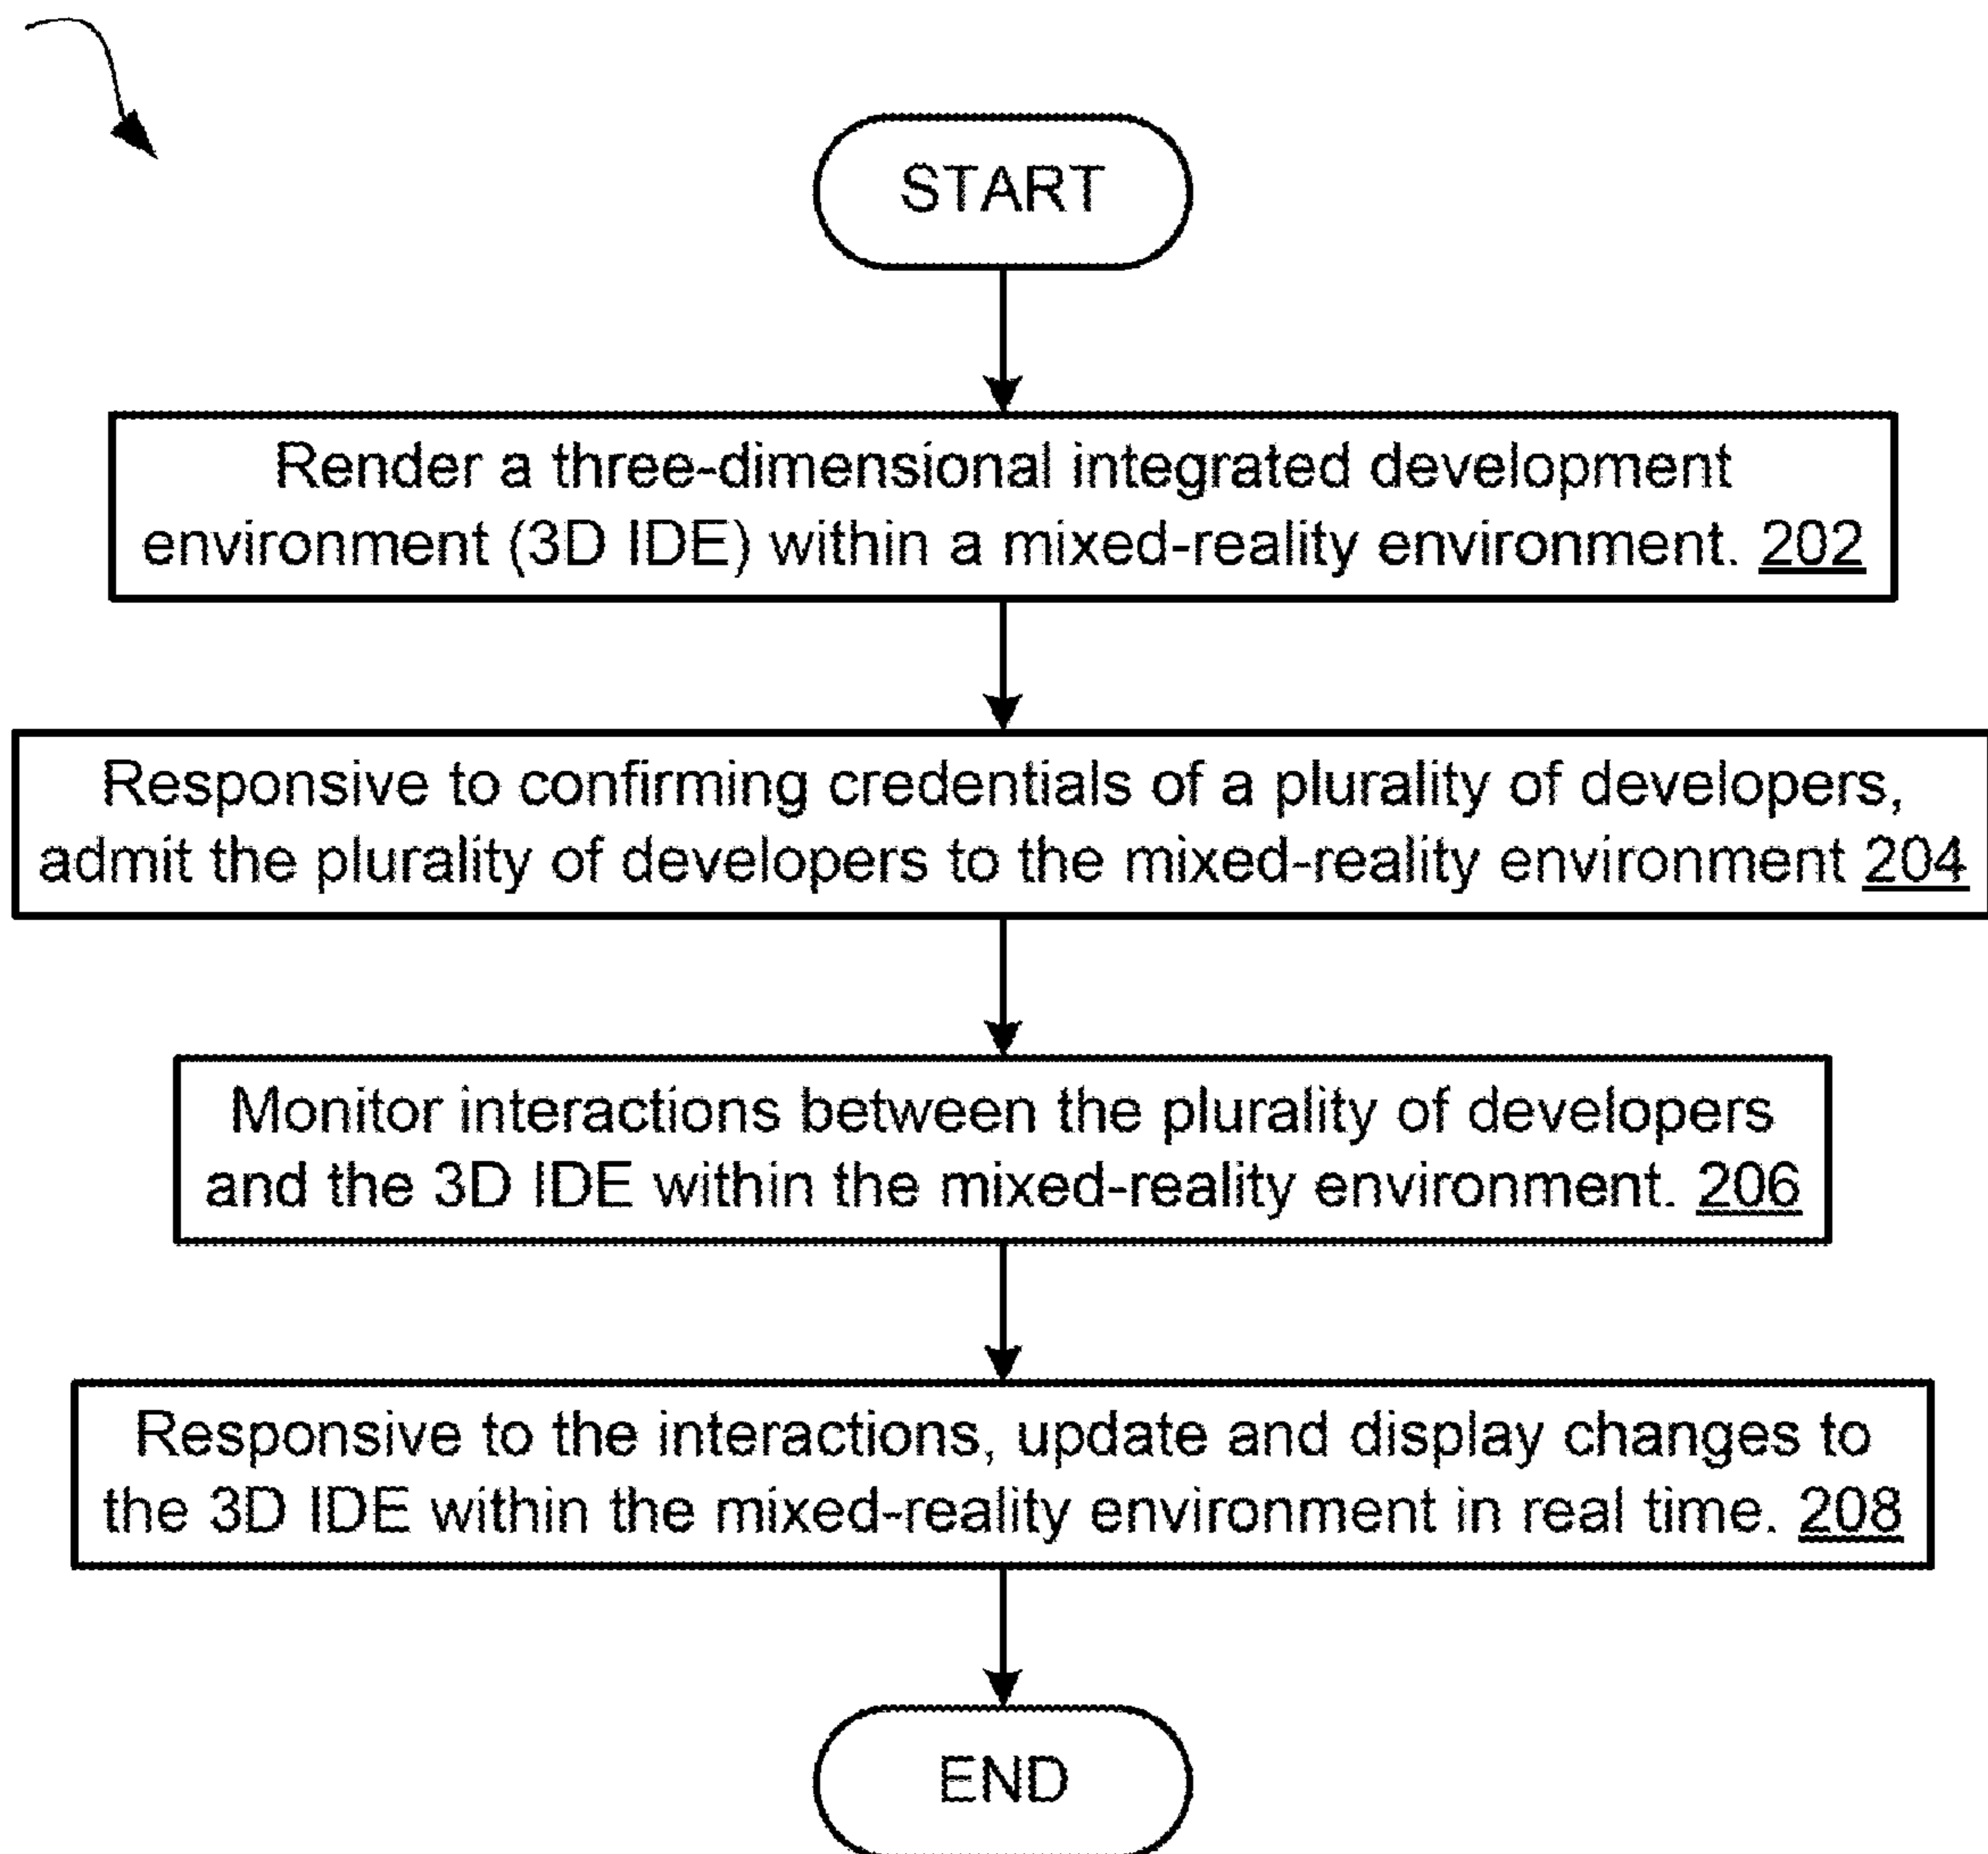 START
Render a three-dimensional integrated development
environment (3D IDE) within a mixed-reality environment. 202
Responsive to confirming credentials of a plurality of developers,
admit the plurality of developers to the mixed-reality environment 204
Monitor interactions between the plurality of developers
and the 3D IDE within the mixed-reality environment. 206
Responsive to the interactions, update and display changes to
the 3D IDE within the mixed-reality environment in real time. 208
END